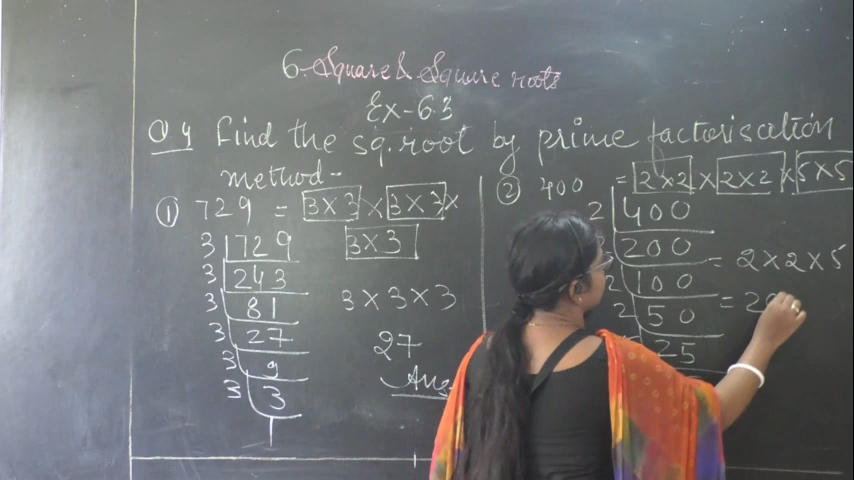 6. Square & Square roots
Ex-6.3
Q 4 Find the sq. root by prime factorisation
method-
① 729 = 3×3 × 3×3 ×
3×3
3 729
3 243
3 81
3 27
3 9
3 3
1
3×3×3
27
Ans
② 400 = 2×2 × 2×2 × 5×5
2 400
200
2 100
2 50
25
= 2×2×5
= 20